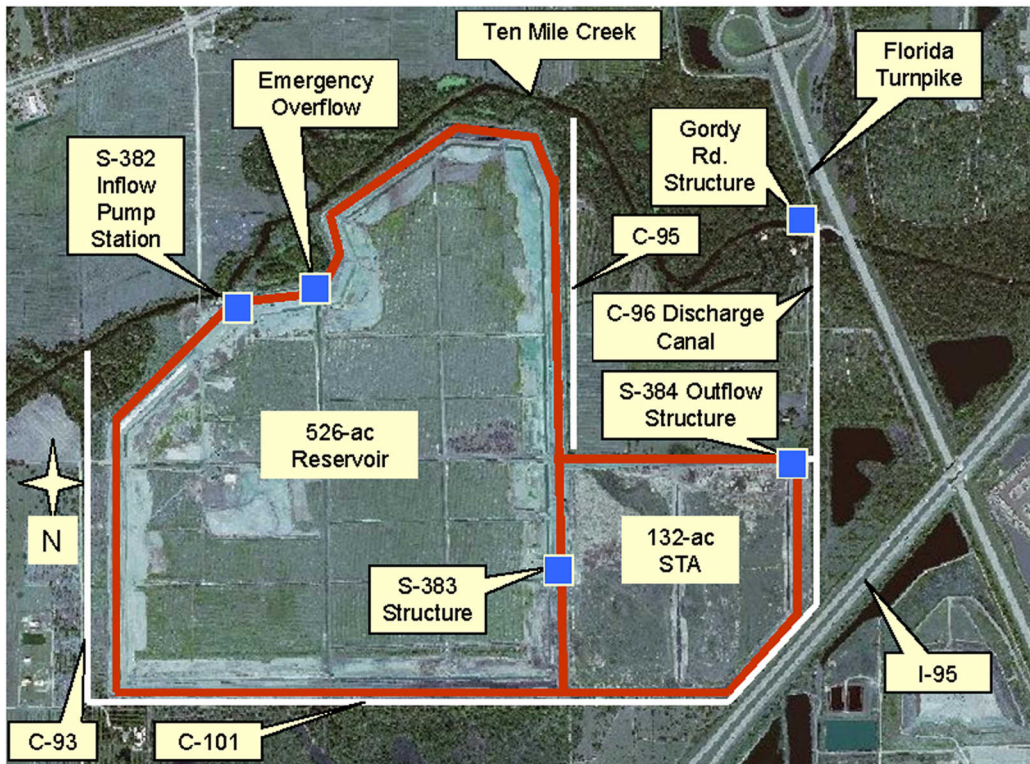 Ten Mile Creek
Emergency
Overflow
Florida
Turnpike
Gordy
Rd.
Structure
S-382
Inflow
Pump
Station
C-95
C-96 Discharge
Canal
S-384 Outflow
Structure
526-ac
Reservoir
N
132-ac
STA
S-383
Structure
I-95
C-93
C-101